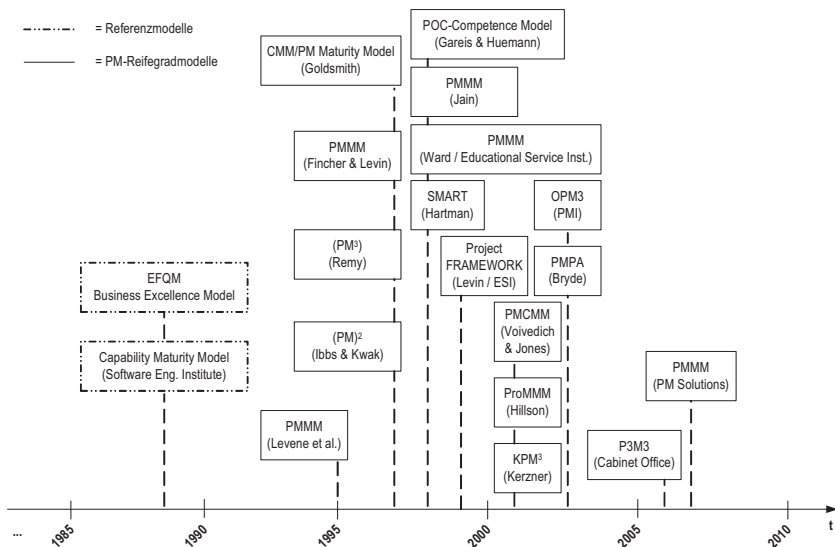 = Referenzmodelle
= PM-Reifegradmodelle
CMM/PM Maturity Model
(Goldsmith)
POC-Competence Model
(Gareis & Huemann)
PMMM
(Jain)
PMMM
(Fincher & Levin)
PMMM
(Ward / Educational Service Inst.)
SMART
(Hartman)
OPM3
(PMI)
(PM³)
(Remy)
Project
FRAMEWORK
(Levin / ESI)
PMPA
(Bryde)
EFQM
Business Excellence Model
(PM)²
(Ibbs & Kwak)
PMCMM
(Voivedich
& Jones)
Capability Maturity Model
(Software Eng. Institute)
PMMM
(PM Solutions)
ProMMM
(Hillson)
PMMM
(Levene et al.)
KPM³
(Kerzner)
P3M3
(Cabinet Office)
...
1985
1990
1995
2000
2005
2010
t